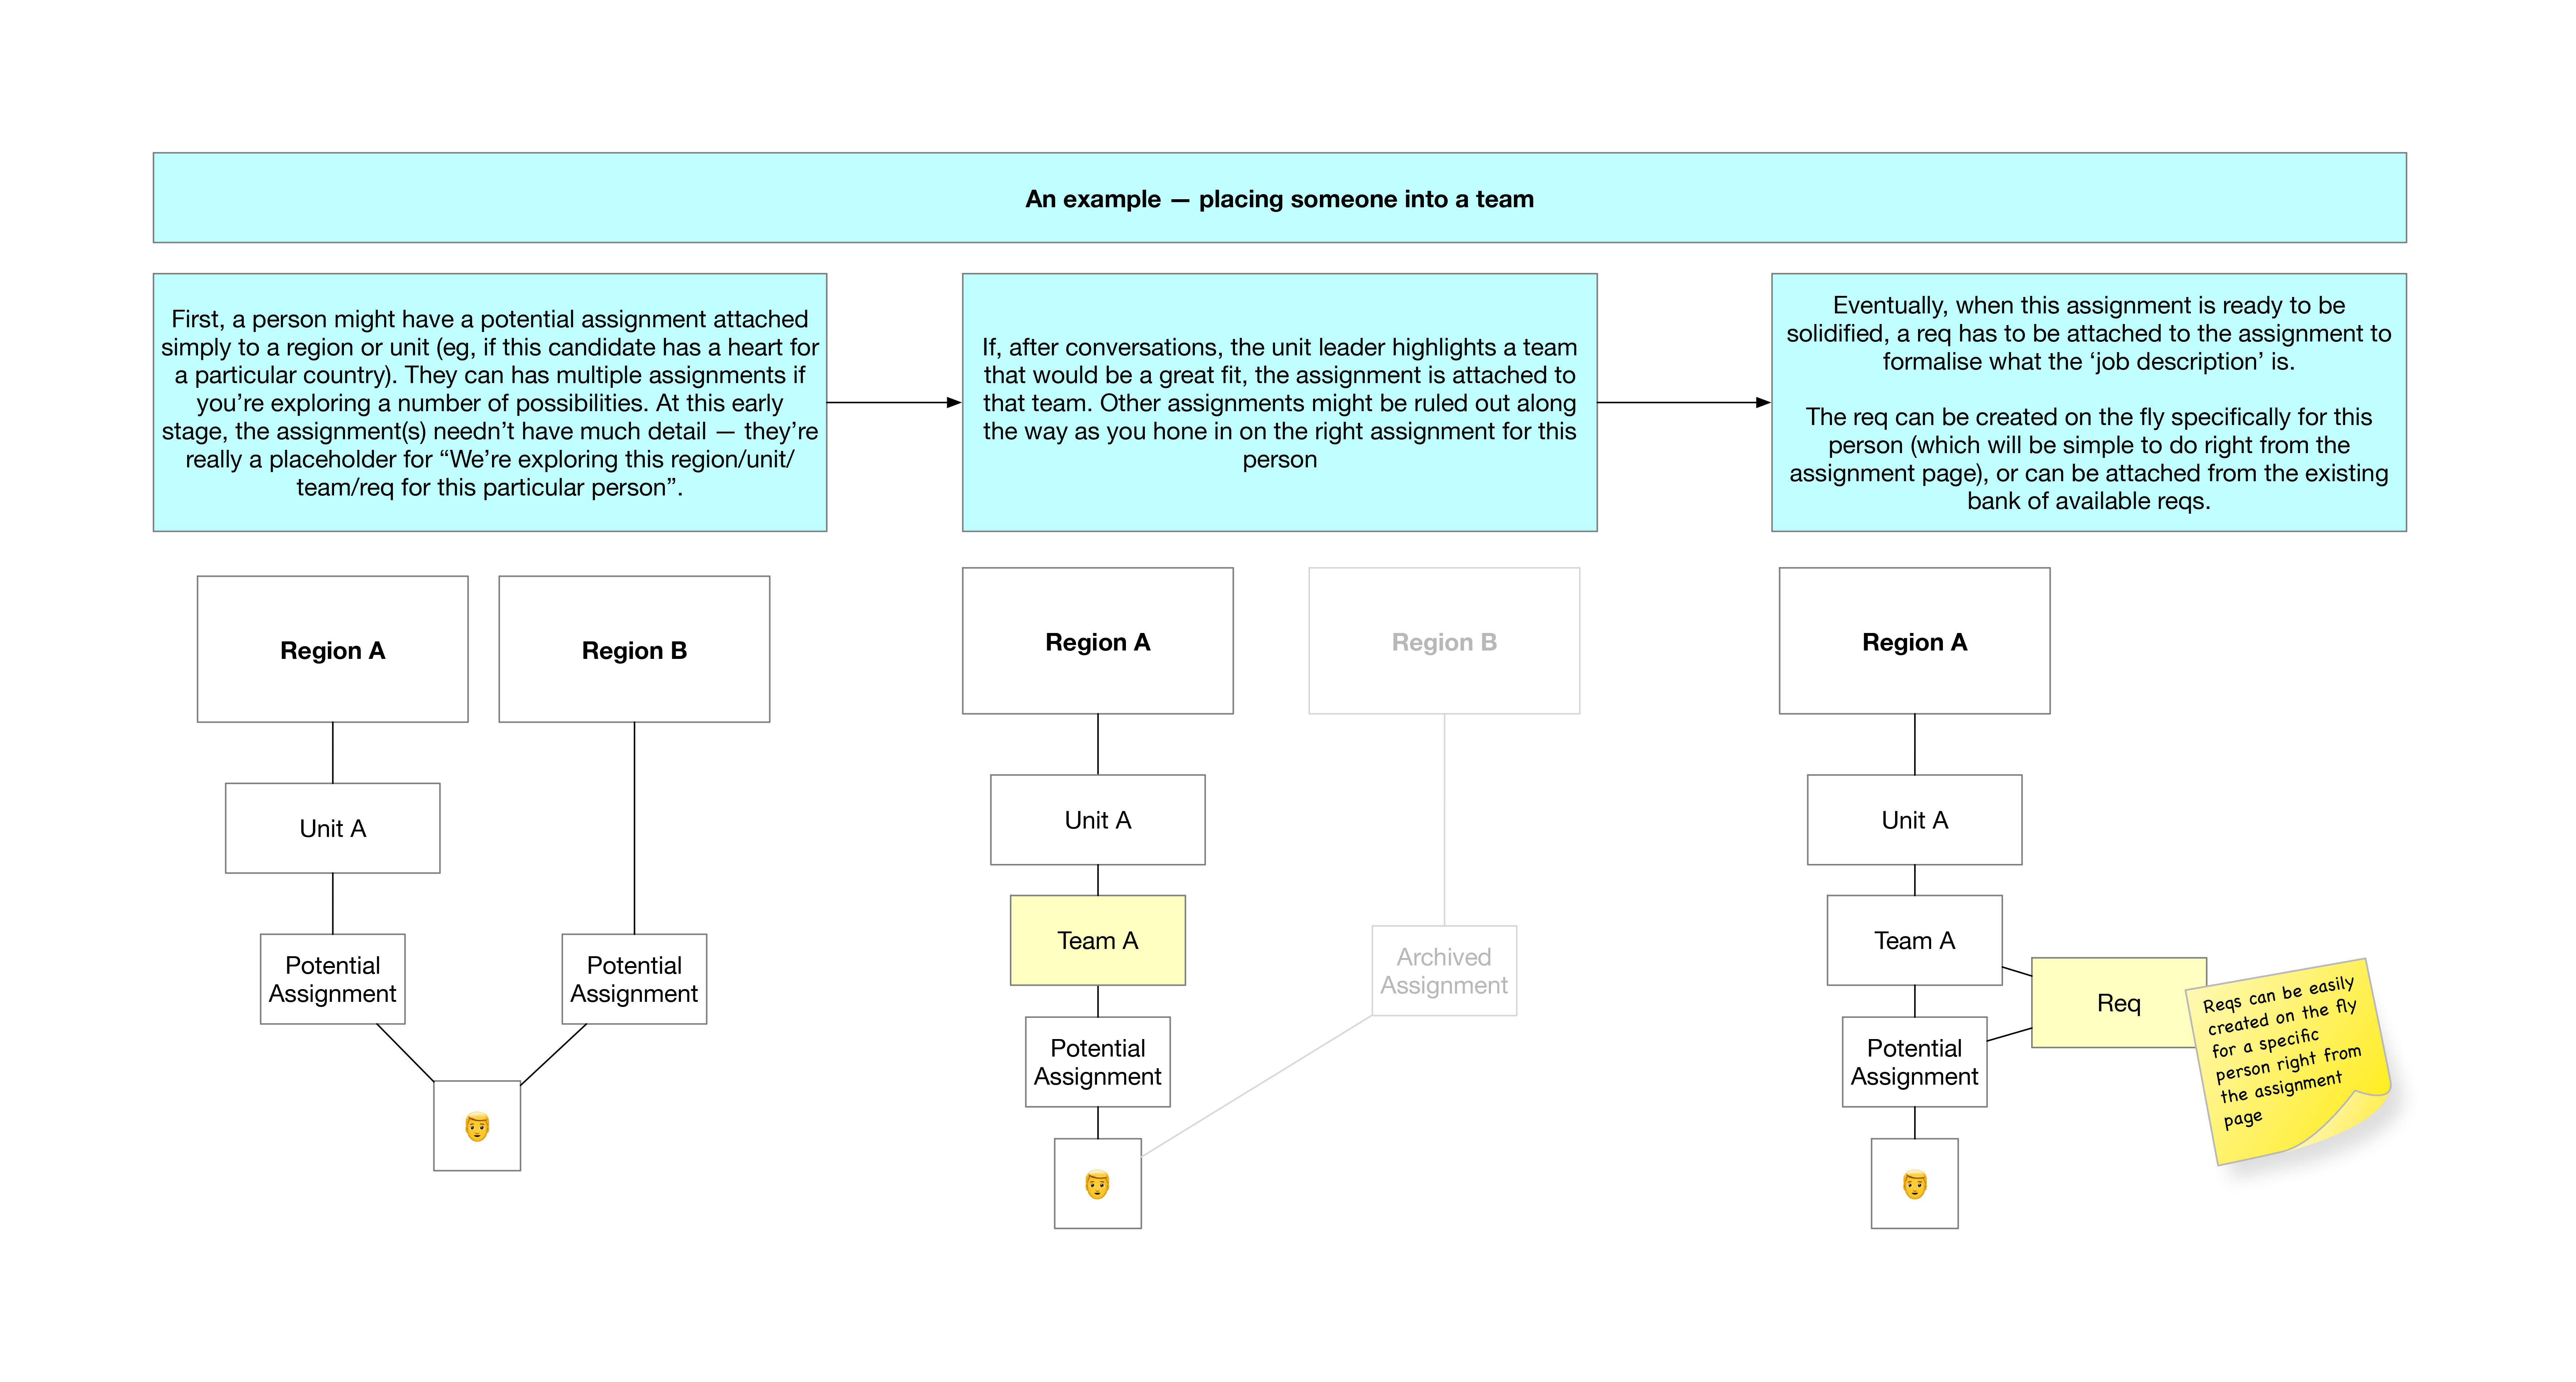 An example — placing someone into a team
First, a person might have a potential assignment attached
simply to a region or unit (eg, if this candidate has a heart for
a particular country). They can has multiple assignments if
you’re exploring a number of possibilities. At this early
stage, the assignment(s) needn’t have much detail — they’re
really a placeholder for “We’re exploring this region/unit/
team/req for this particular person”.
If, after conversations, the unit leader highlights a team
that would be a great fit, the assignment is attached to
that team. Other assignments might be ruled out along
the way as you hone in on the right assignment for this
person
Eventually, when this assignment is ready to be
solidified, a req has to be attached to the assignment to
formalise what the ‘job description’ is.
The req can be created on the fly specifically for this
person (which will be simple to do right from the
assignment page), or can be attached from the existing
bank of available reqs.
Region A
Region B
Unit A
Potential
Assignment
Potential
Assignment
Region A
Region B
Unit A
Team A
Archived
Assignment
Potential
Assignment
Region A
Unit A
Team A
Req
Potential
Assignment
Reqs can be easily
created on the fly
for a specific
person right from
the assignment
page